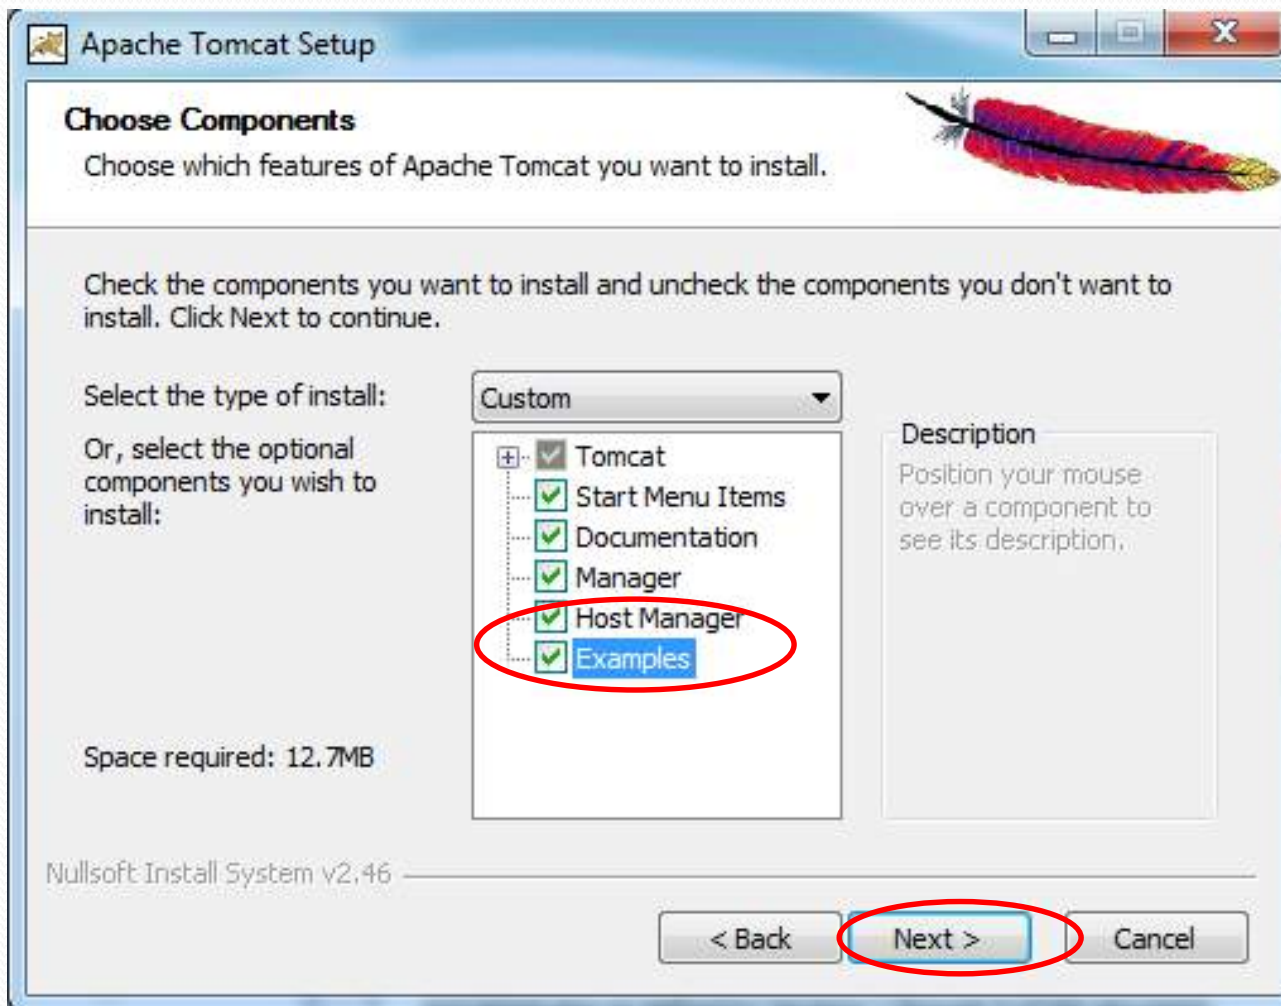 Apache Tomcat Setup
Choose Components
Choose which features of Apache Tomcat you want to install.
Check the components you want to install and uncheck the components you don't want to
install. Click Next to continue.
Select the type of install:
Custom
Or, select the optional
components you wish to
install:
Tomcat
Start Menu Items
Documentation
Manager
Host Manager
Examples
Description
Position your mouse
over a component to
see its description.
Space required: 12.7MB
Nullsoft Install System v2.46
< Back
Next >
Cancel